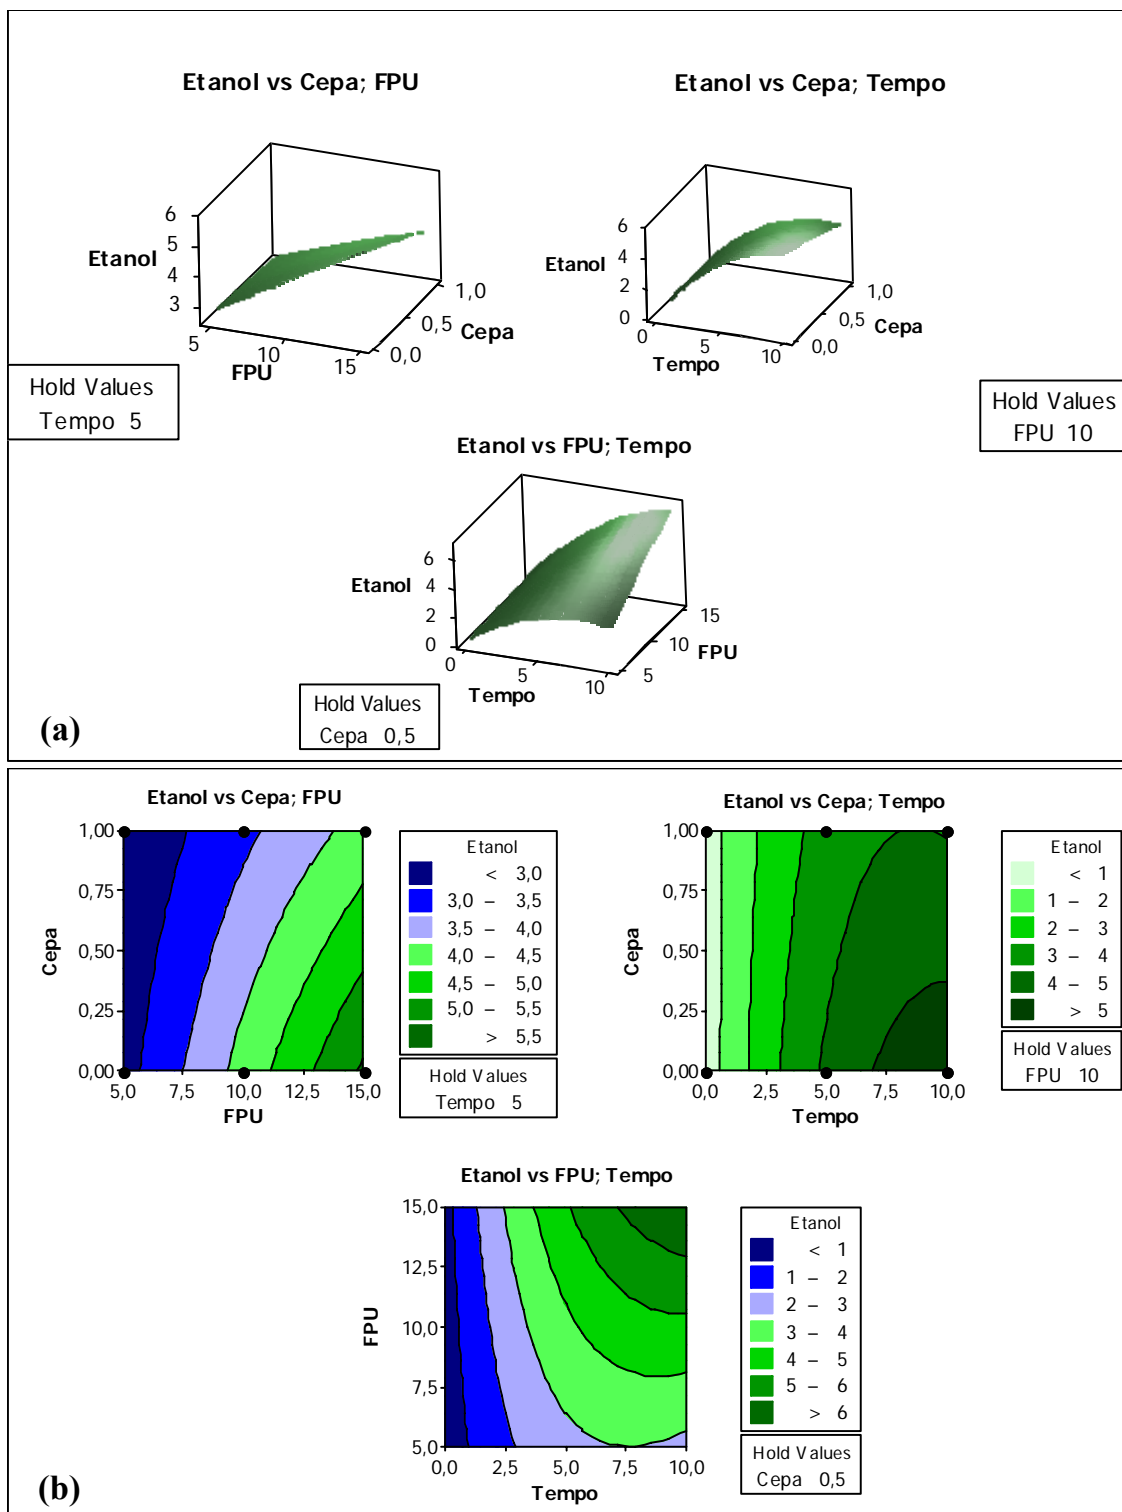 Etanol vs Cepa; FPU
6
5
4
3
Etanol
5
10
15
FPU
0,0
0,5
1,0
Cepa
Hold Values
Tempo 5
Etanol vs Cepa; Tempo
6
4
2
0
Etanol
0
5
10
Tempo
0,0
0,5
1,0
Cepa
Hold Values
FPU 10
Etanol vs FPU; Tempo
6
4
2
0
Etanol
0
5
10
Tempo
5
10
15
FPU
Hold Values
Cepa 0,5
(a)
Etanol vs Cepa; FPU
1,00
0,75
0,50
0,25
0,00
Cepa
5,0 7,5 10,0 12,5 15,0
FPU
Etanol
< 3,0
3,0 – 3,5
3,5 – 4,0
4,0 – 4,5
4,5 – 5,0
5,0 – 5,5
> 5,5
Hold Values
Tempo 5
Etanol vs Cepa; Tempo
1,00
0,75
0,50
0,25
0,00
Cepa
0,0 2,5 5,0 7,5 10,0
Tempo
Etanol
< 1
1 – 2
2 – 3
3 – 4
4 – 5
> 5
Hold Values
FPU 10
Etanol vs FPU; Tempo
15,0
12,5
10,0
7,5
5,0
FPU
0,0 2,5 5,0 7,5 10,0
Tempo
Etanol
< 1
1 – 2
2 – 3
3 – 4
4 – 5
5 – 6
> 6
Hold Values
Cepa 0,5
(b)